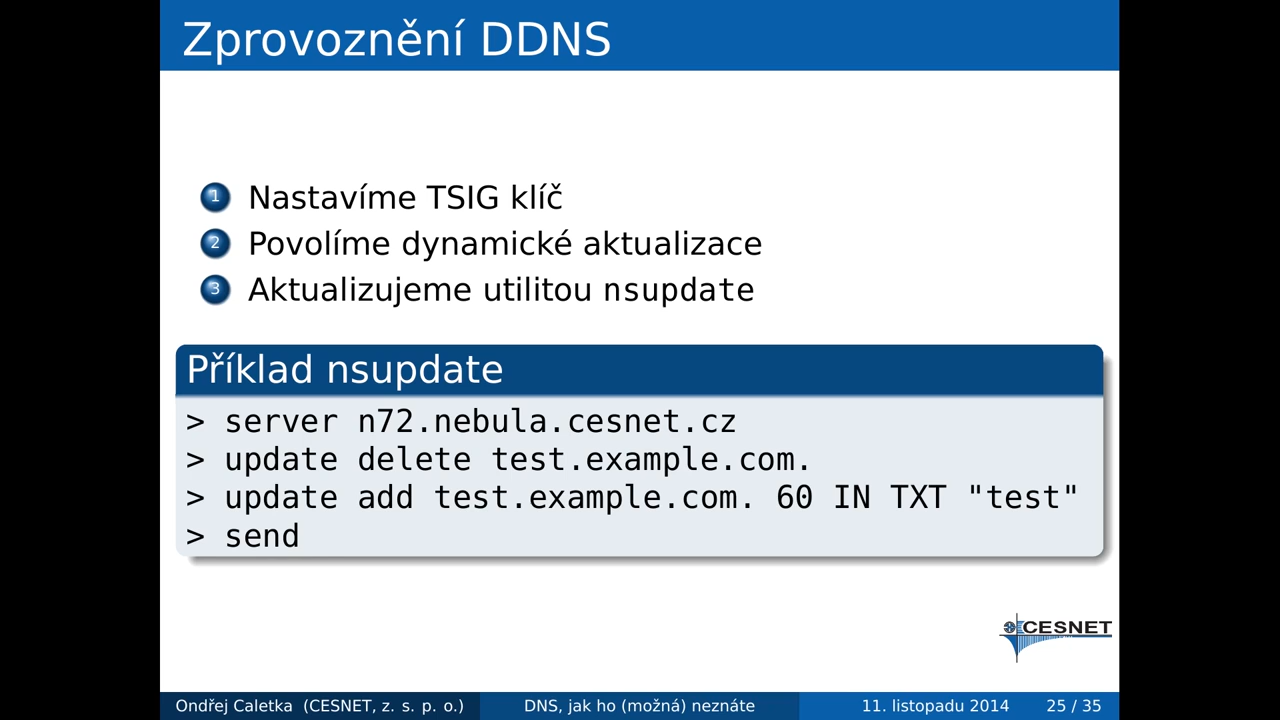 Zprovoznění DDNS
1 Nastavíme TSIG klíč
2 Povolíme dynamické aktualizace
3 Aktualizujeme utilitou nsupdate
Příklad nsupdate
> server n72.nebula.cesnet.cz
> update delete test.example.com.
> update add test.example.com. 60 IN TXT "test"
> send
CESNET
Ondřej Caletka (CESNET, z. s. p. o.) DNS, jak ho (možná) neznáte 11. listopadu 2014 25 / 35